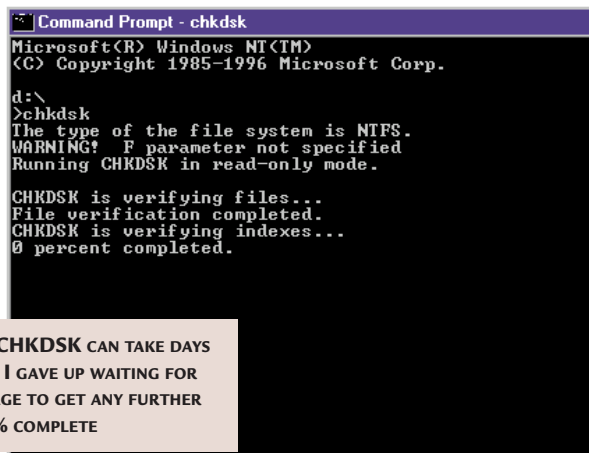 Command Prompt - chkdsk
Microsoft(R) Windows NT(TM)
(C) Copyright 1985-1996 Microsoft Corp.
d:\
>chkdsk
The type of the file system is NTFS.
WARNING!  F parameter not specified
Running CHKDSK in read-only mode.
CHKDSK is verifying files...
File verification completed.
CHKDSK is verifying indexes...
0 percent completed.
CHKDSK CAN TAKE DAYS
I GAVE UP WAITING FOR
TO GET ANY FURTHER
% COMPLETE